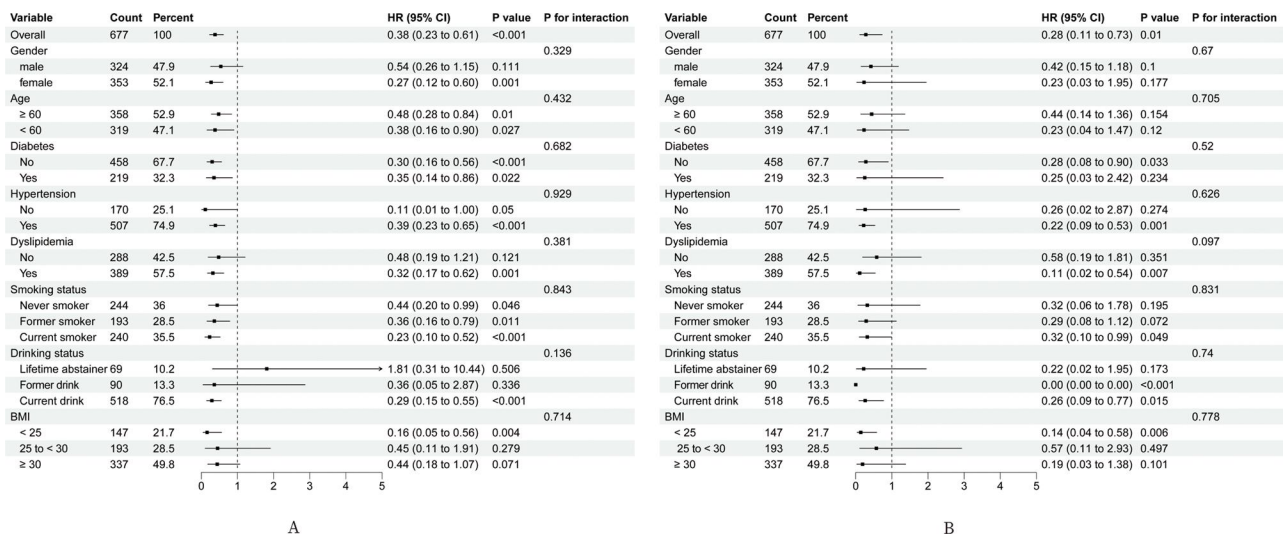 Variable Count Percent HR (95% CI) P value P for interaction
Overall 677 100 0.38 (0.23 to 0.61) <0.001
Gender 0.329
male 324 47.9 0.54 (0.26 to 1.15) 0.111
female 353 52.1 0.27 (0.12 to 0.60) 0.001
Age 0.432
≥ 60 358 52.9 0.48 (0.28 to 0.84) 0.01
< 60 319 47.1 0.38 (0.16 to 0.90) 0.027
Diabetes 0.682
No 458 67.7 0.30 (0.16 to 0.56) <0.001
Yes 219 32.3 0.35 (0.14 to 0.86) 0.022
Hypertension 0.929
No 170 25.1 0.11 (0.01 to 1.00) 0.05
Yes 507 74.9 0.39 (0.23 to 0.65) <0.001
Dyslipidemia 0.381
No 288 42.5 0.48 (0.19 to 1.21) 0.121
Yes 389 57.5 0.32 (0.17 to 0.62) 0.001
Smoking status 0.843
Never smoker 244 36 0.44 (0.20 to 0.99) 0.046
Former smoker 193 28.5 0.36 (0.16 to 0.79) 0.011
Current smoker 240 35.5 0.23 (0.10 to 0.52) <0.001
Drinking status 0.136
Lifetime abstainer 69 10.2 1.81 (0.31 to 10.44) 0.506
Former drink 90 13.3 0.36 (0.05 to 2.87) 0.336
Current drink 518 76.5 0.29 (0.15 to 0.55) <0.001
BMI 0.714
< 25 147 21.7 0.16 (0.05 to 0.56) 0.004
25 to < 30 193 28.5 0.45 (0.11 to 1.91) 0.279
≥ 30 337 49.8 0.44 (0.18 to 1.07) 0.071
0 1 2 3 4 5
A
Variable Count Percent HR (95% CI) P value P for interaction
Overall 677 100 0.28 (0.11 to 0.73) 0.01
Gender 0.67
male 324 47.9 0.42 (0.15 to 1.18) 0.1
female 353 52.1 0.23 (0.03 to 1.95) 0.177
Age 0.705
≥ 60 358 52.9 0.44 (0.14 to 1.36) 0.154
< 60 319 47.1 0.23 (0.04 to 1.47) 0.12
Diabetes 0.52
No 458 67.7 0.28 (0.08 to 0.90) 0.033
Yes 219 32.3 0.25 (0.03 to 2.42) 0.234
Hypertension 0.626
No 170 25.1 0.26 (0.02 to 2.87) 0.274
Yes 507 74.9 0.22 (0.09 to 0.53) 0.001
Dyslipidemia 0.097
No 288 42.5 0.58 (0.19 to 1.81) 0.351
Yes 389 57.5 0.11 (0.02 to 0.54) 0.007
Smoking status 0.831
Never smoker 244 36 0.32 (0.06 to 1.78) 0.195
Former smoker 193 28.5 0.29 (0.08 to 1.12) 0.072
Current smoker 240 35.5 0.32 (0.10 to 0.99) 0.049
Drinking status 0.74
Lifetime abstainer 69 10.2 0.22 (0.02 to 1.95) 0.173
Former drink 90 13.3 0.00 (0.00 to 0.00) <0.001
Current drink 518 76.5 0.26 (0.09 to 0.77) 0.015
BMI 0.778
< 25 147 21.7 0.14 (0.04 to 0.58) 0.006
25 to < 30 193 28.5 0.57 (0.11 to 2.93) 0.497
≥ 30 337 49.8 0.19 (0.03 to 1.38) 0.101
0 1 2 3 4 5
B